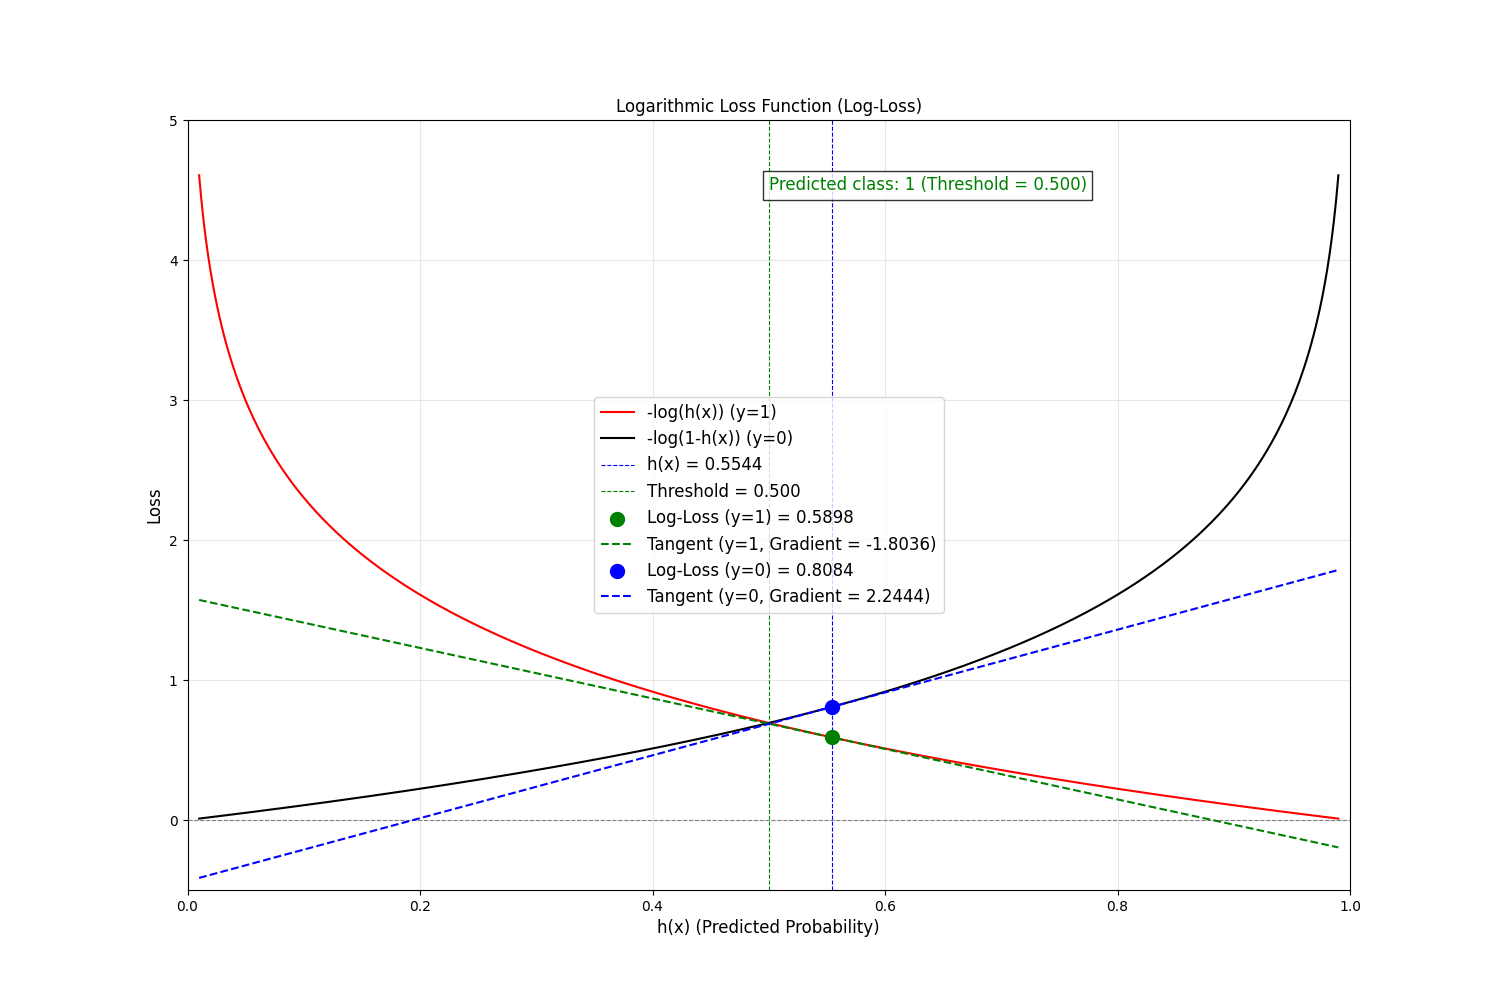 Logarithmic Loss Function (Log-Loss)
5
Predicted class: 1 (Threshold = 0.500)
4
3
-log(h(x)) (y=1)
-log(1-h(x)) (y=0)
h(x) = 0.5544
Threshold = 0.500
Log-Loss (y=1) = 0.5898
Tangent (y=1, Gradient = -1.8036)
Log-Loss (y=0) = 0.8084
Tangent (y=0, Gradient = 2.2444)
Loss
2
1
0
0.0 0.2 0.4 0.6 0.8 1.0
h(x) (Predicted Probability)